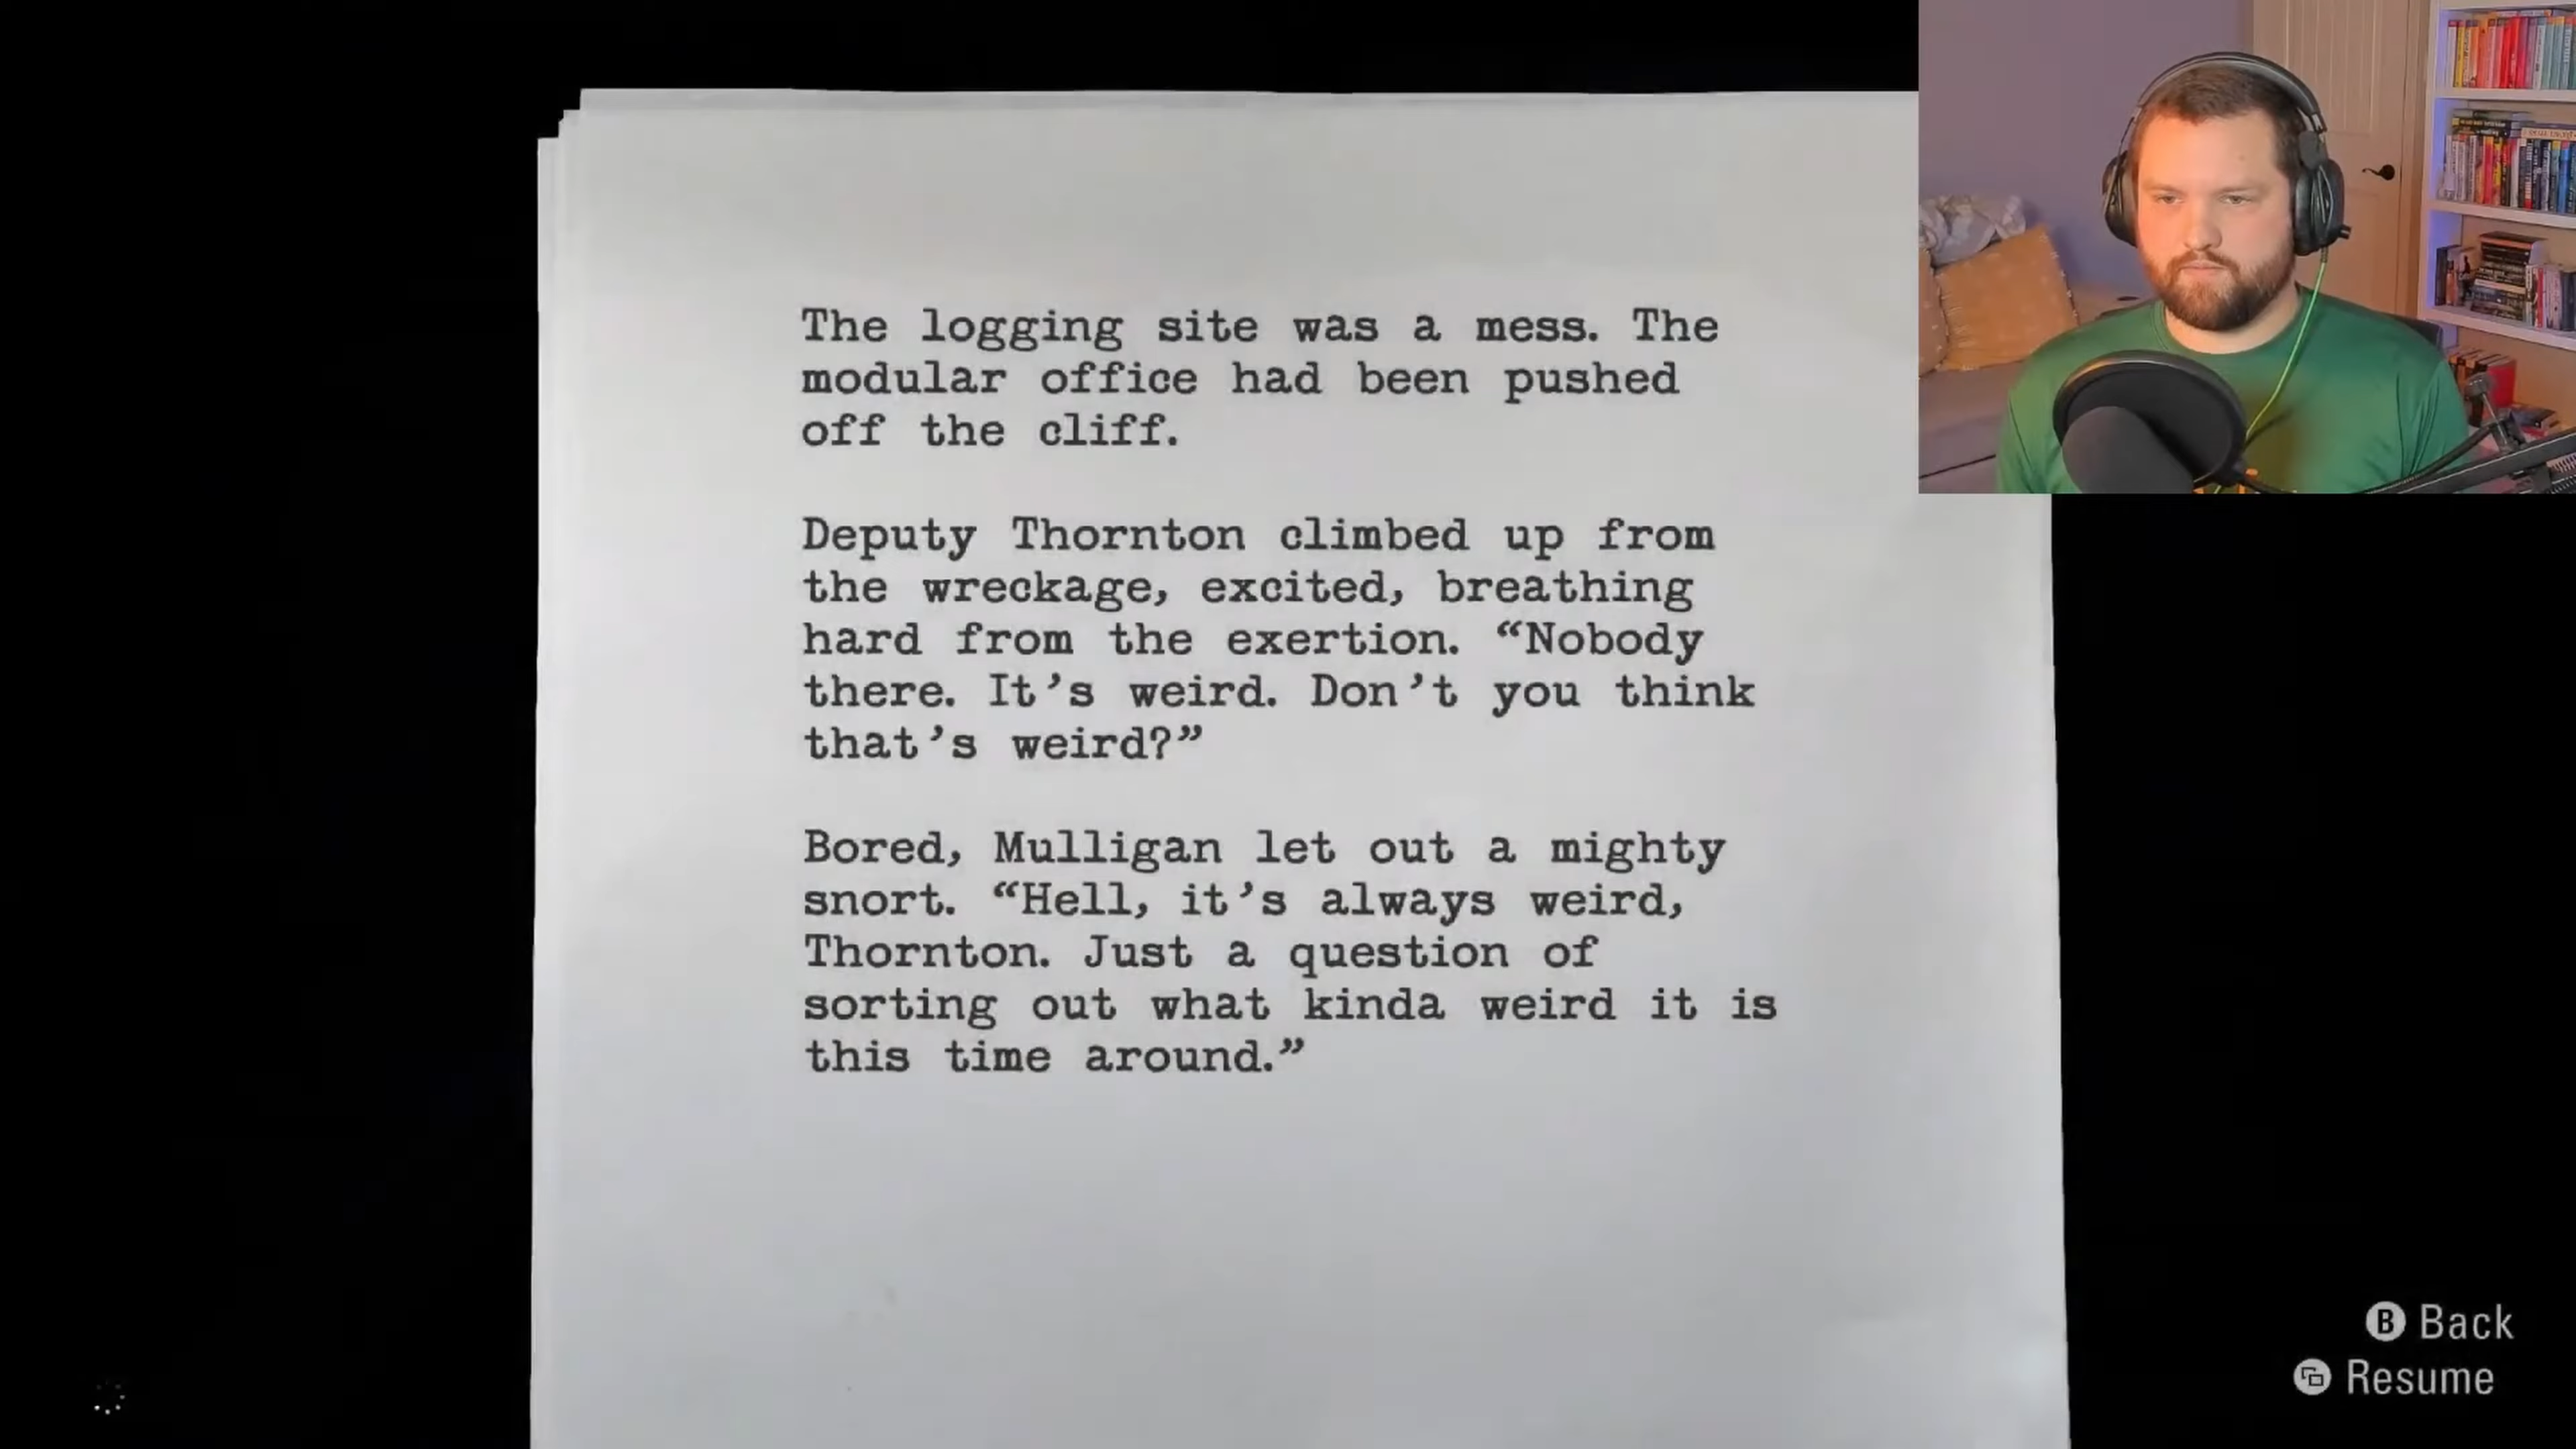 The logging site was a mess. The
modular office had been pushed
off the cliff.
Deputy Thornton climbed up from
the wreckage, excited, breathing
hard from the exertion. “Nobody
there. It’s weird. Don’t you think
that’s weird?”
Bored, Mulligan let out a mighty
snort. “Hell, it’s always weird,
Thornton. Just a question of
sorting out what kinda weird it is
this time around.”
B Back
Resume